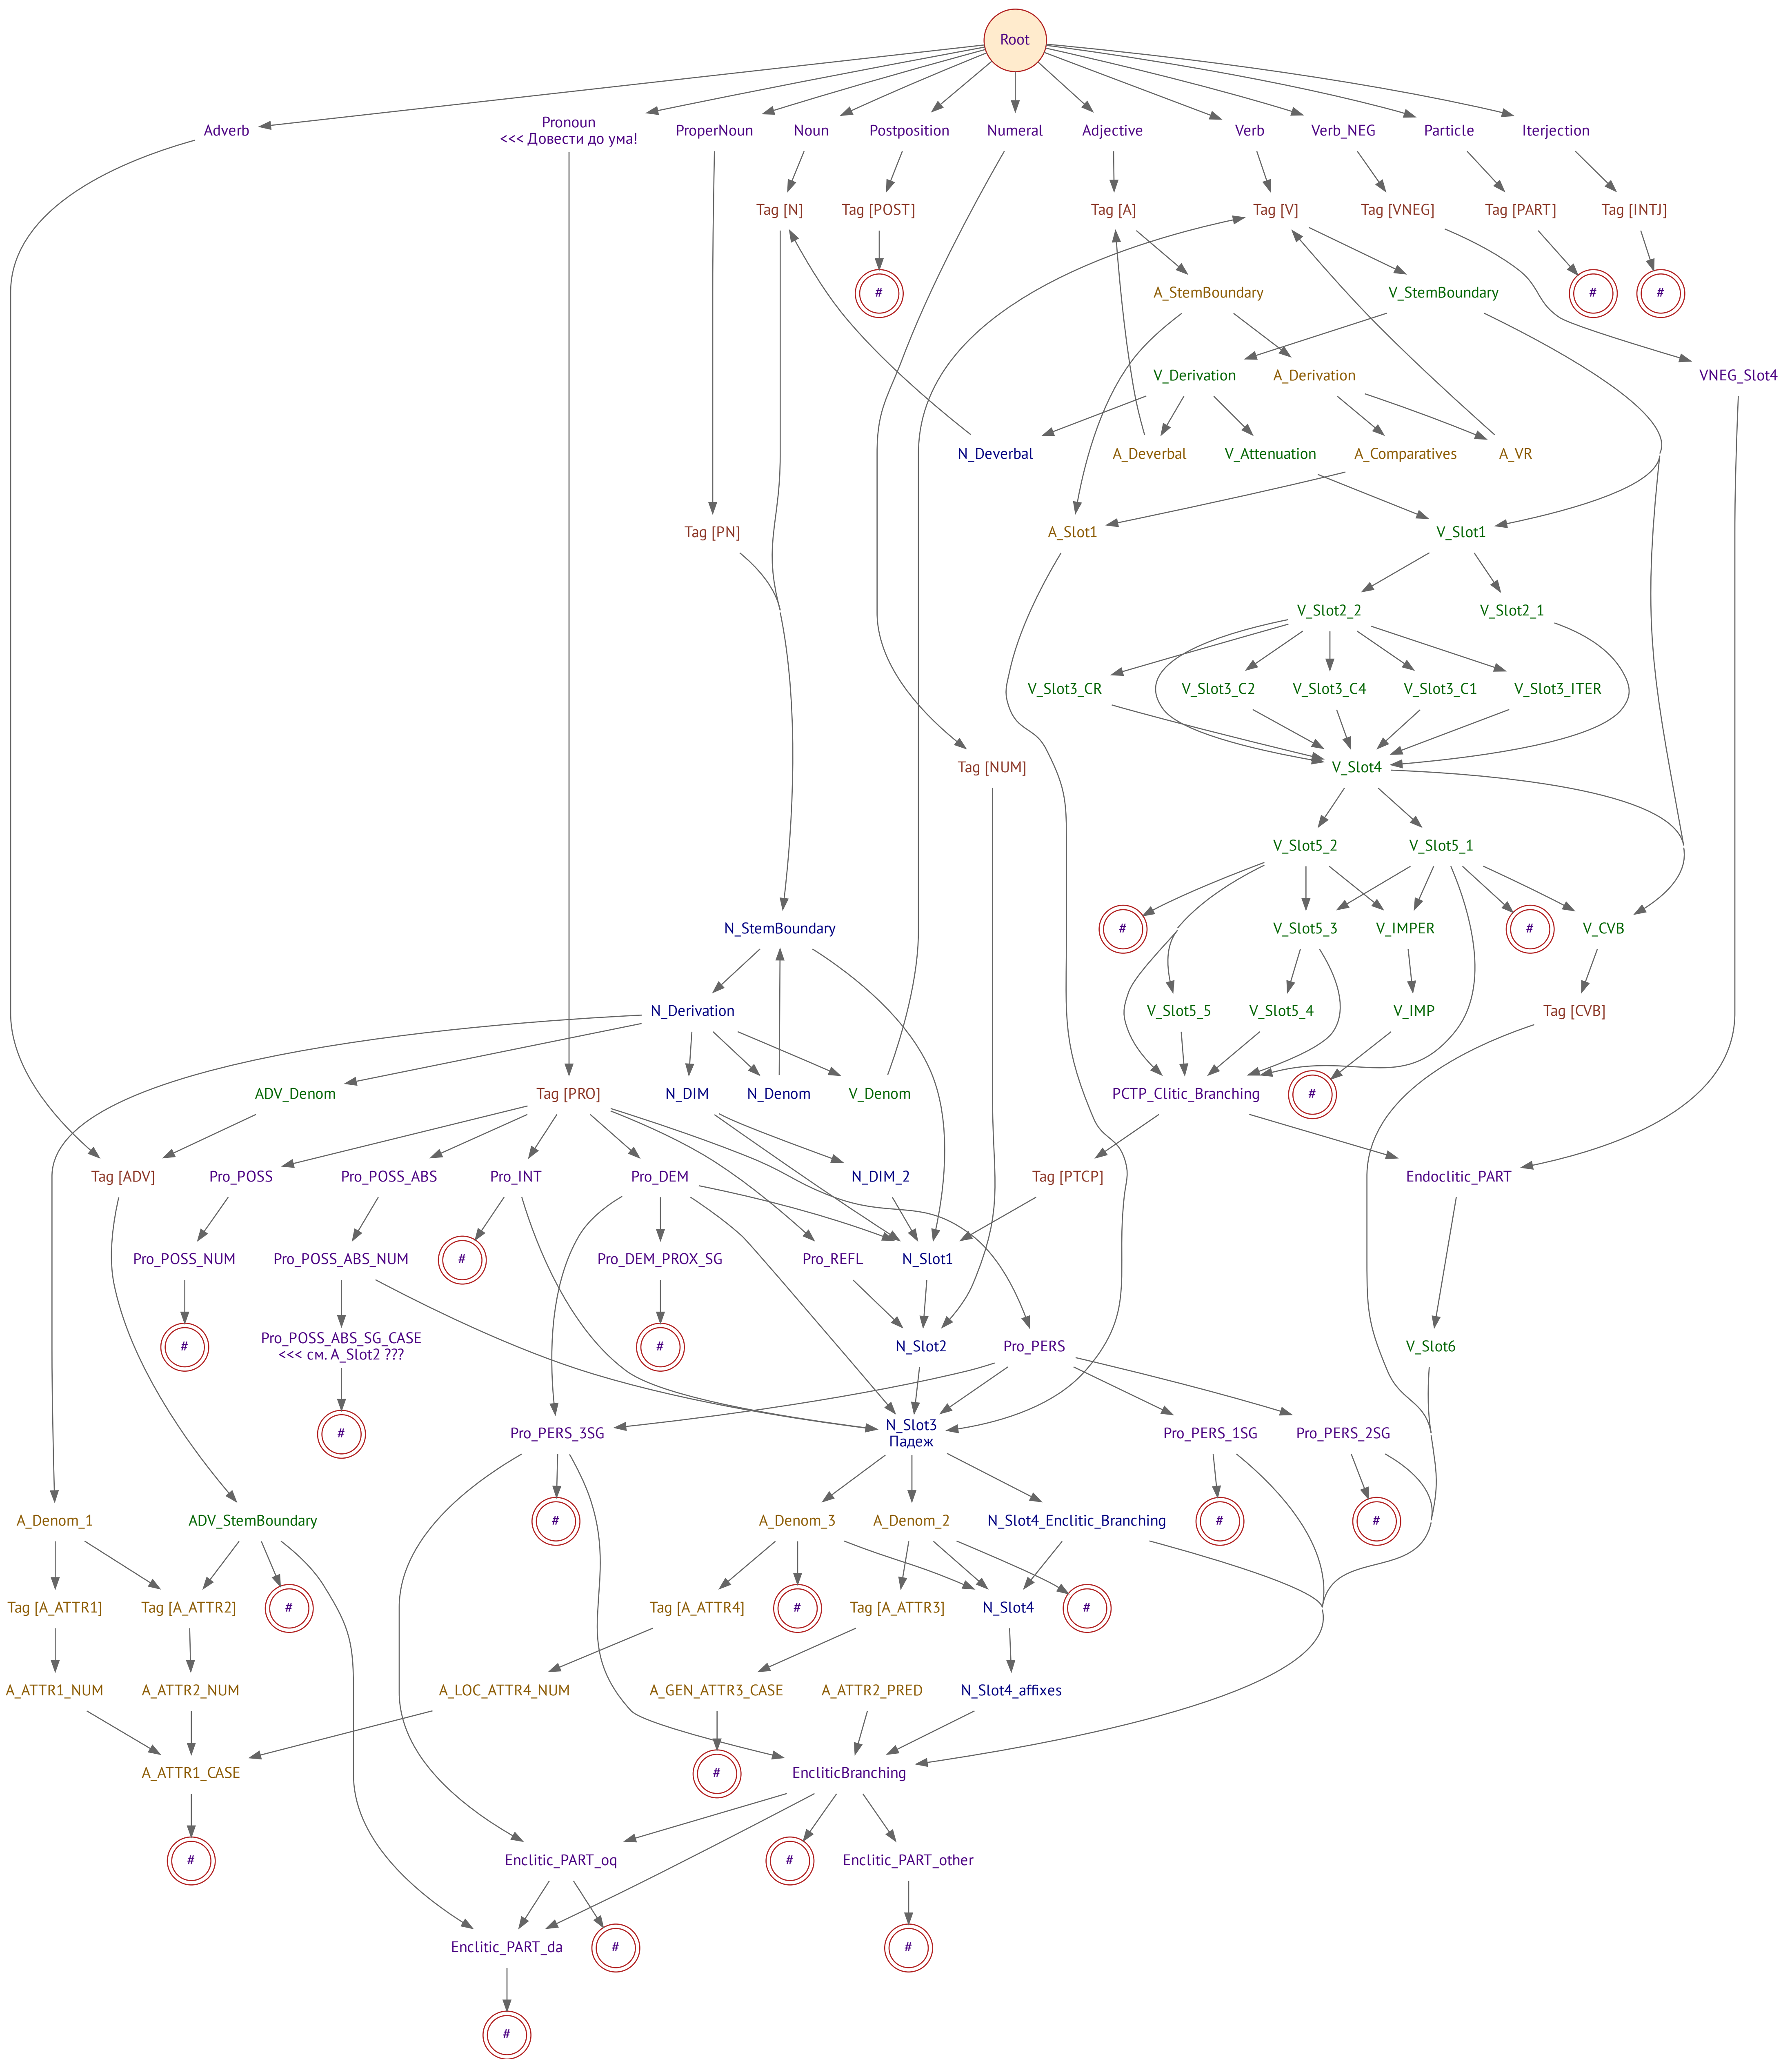 Root
Adverb
Pronoun
<<< Довести до ума!
ProperNoun
Noun
Postposition
Numeral
Adjective
Verb
Verb_NEG
Particle
Iterjection
Tag [N]
Tag [POST]
Tag [A]
Tag [V]
Tag [VNEG]
Tag [PART]
Tag [INTJ]
#
A_StemBoundary
V_StemBoundary
#
#
V_Derivation
A_Derivation
VNEG_Slot4
N_Deverbal
A_Deverbal
V_Attenuation
A_Comparatives
A_VR
Tag [PN]
A_Slot1
V_Slot1
V_Slot2_2
V_Slot2_1
V_Slot3_CR
V_Slot3_C2
V_Slot3_C4
V_Slot3_C1
V_Slot3_ITER
Tag [NUM]
V_Slot4
V_Slot5_2
V_Slot5_1
N_StemBoundary
#
V_Slot5_3
V_IMPER
#
V_CVB
N_Derivation
V_Slot5_5
V_Slot5_4
V_IMP
Tag [CVB]
ADV_Denom
Tag [PRO]
N_DIM
N_Denom
V_Denom
PCTP_Clitic_Branching
#
Tag [ADV]
Pro_POSS
Pro_POSS_ABS
Pro_INT
Pro_DEM
N_DIM_2
Tag [PTCP]
Endoclitic_PART
Pro_POSS_NUM
Pro_POSS_ABS_NUM
#
Pro_DEM_PROX_SG
Pro_REFL
N_Slot1
#
Pro_POSS_ABS_SG_CASE
<<< см. A_Slot2 ???
#
N_Slot2
Pro_PERS
V_Slot6
#
Pro_PERS_3SG
N_Slot3
Падеж
Pro_PERS_1SG
Pro_PERS_2SG
A_Denom_1
ADV_StemBoundary
#
A_Denom_3
A_Denom_2
N_Slot4_Enclitic_Branching
#
#
Tag [A_ATTR1]
Tag [A_ATTR2]
#
Tag [A_ATTR4]
#
Tag [A_ATTR3]
N_Slot4
#
A_ATTR1_NUM
A_ATTR2_NUM
A_LOC_ATTR4_NUM
A_GEN_ATTR3_CASE
A_ATTR2_PRED
N_Slot4_affixes
A_ATTR1_CASE
#
EncliticBranching
#
Enclitic_PART_oq
#
Enclitic_PART_other
Enclitic_PART_da
#
#
#